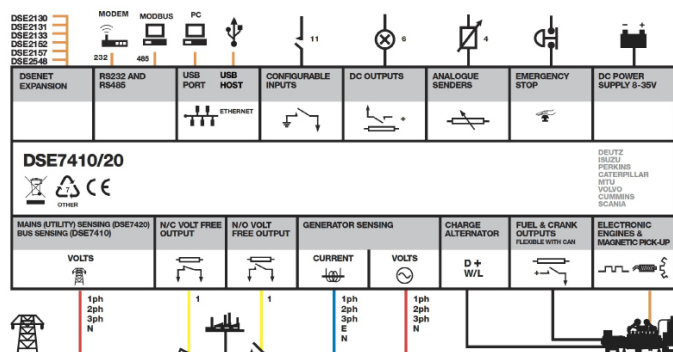 DSE2130
DSE2131
DSE2133
DSE2152
DSE2157
DSE2548
MODEM
MODBUS
PC
232
485
11
6
4
- +
DSENET
EXPANSION
RS232 AND
RS485
USB
PORT
USB
HOST
ETHERNET
CONFIGURABLE
INPUTS
DC OUTPUTS
+
ANALOGUE
SENDERS
EMERGENCY
STOP
DC POWER
SUPPLY 8-35V
DSE7410/20
7
OTHER
CE
DEUTZ
ISUZU
PERKINS
CATERPILLAR
MTU
VOLVO
CUMMINS
SCANIA
MAINS (UTILITY) SENSING (DSE7420)
BUS SENSING (DSE7410)
VOLTS
N/C VOLT FREE
OUTPUT
N/O VOLT
FREE OUTPUT
GENERATOR SENSING
CURRENT
VOLTS
CHARGE
ALTERNATOR
D +
W/L
FUEL & CRANK
OUTPUTS
FLEXIBLE WITH CAN
+
ELECTRONIC
ENGINES &
MAGNETIC PICK-UP
1ph
2ph
3ph
N
1
1
1ph
2ph
3ph
E
N
1ph
2ph
3ph
N